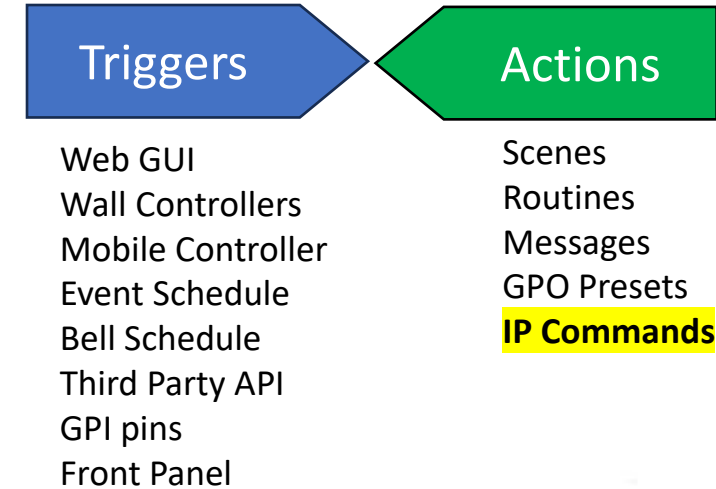 Triggers
Web GUI
Wall Controllers
Mobile Controller
Event Schedule
Bell Schedule
Third Party API
GPI pins
Front Panel
Actions
Scenes
Routines
Messages
GPO Presets
IP Commands